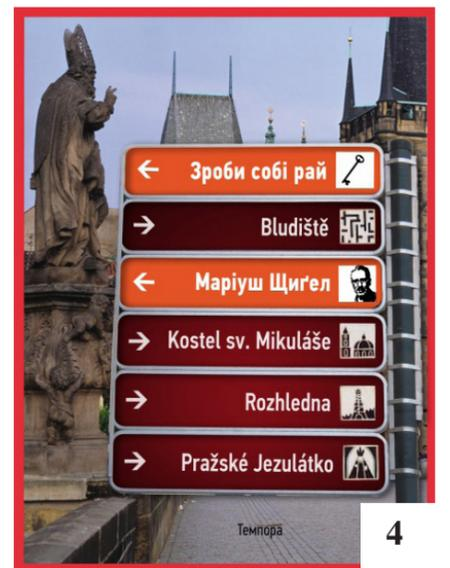 Зроби собі рай
Bludiště
Маріуш Щиґел
Kostel sv. Mikuláše
Rozhledna
Pražské Jezulátko
Темпора
4